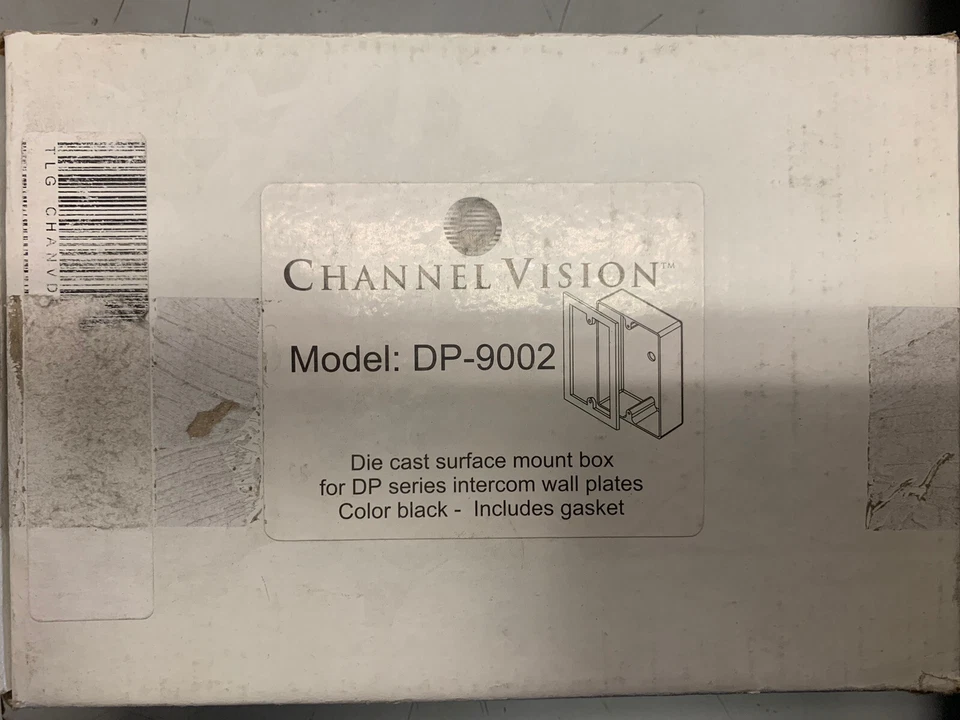 CHANNEL VISION™
Model: DP-9002
Die cast surface mount box
for DP series intercom wall plates
Color black - Includes gasket
TLG CHANVD